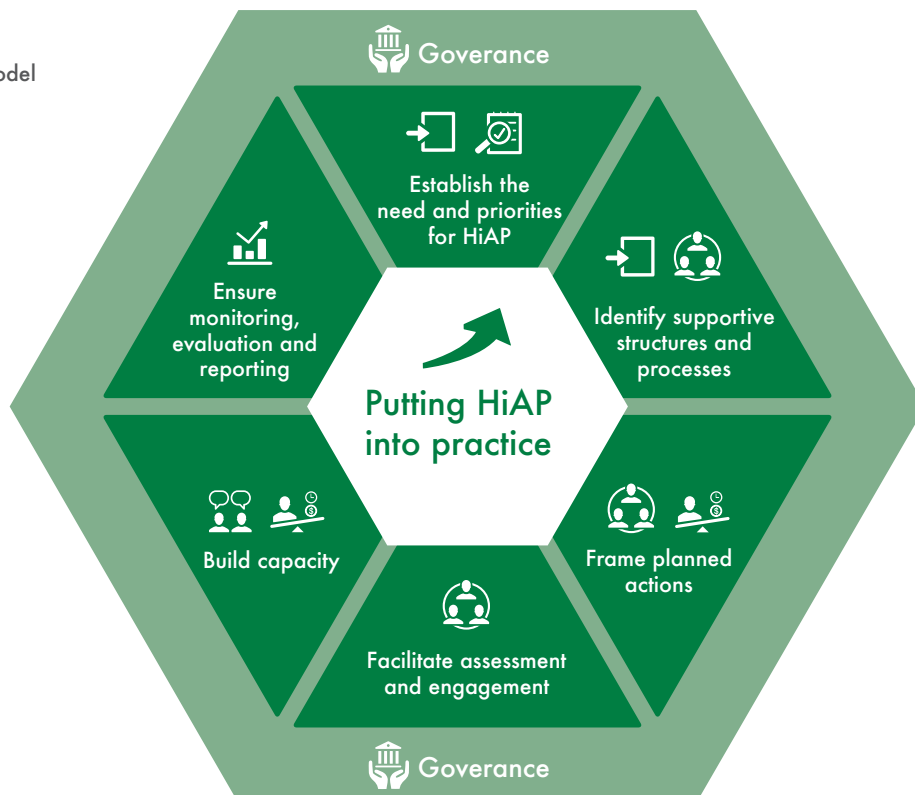 odel
Goverance
Establish the
need and priorities
for HiAP
Identify supportive
structures and
processes
Frame planned
actions
Facilitate assessment
and engagement
Build capacity
Ensure
monitoring,
evaluation and
reporting
Putting HiAP
into practice
Goverance